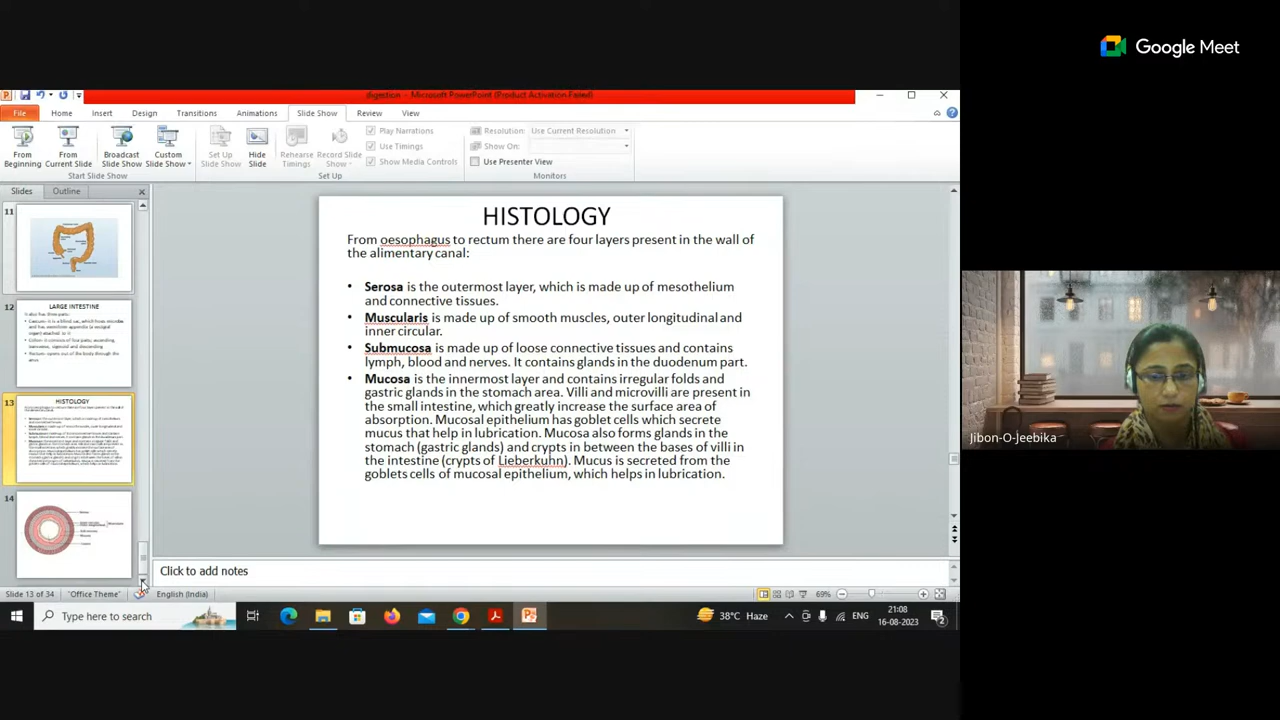 Google Meet
digestion - Microsoft PowerPoint (Product Activation Failed)
File Home Insert Design Transitions Animations Slide Show Review View
From Beginning
From Current Slide
Broadcast Slide Show
Custom Slide Show
Set Up Slide Show
Hide Slide
Rehearse Timings
Record Slide Show
Play Narrations
Use Timings
Show Media Controls
Resolution: Use Current Resolution
Show On:
Use Presenter View
Start Slide Show
Set Up
Monitors
Slides Outline
11
12
LARGE INTESTINE
13
HISTOLOGY
14
HISTOLOGY
From oesophagus to rectum there are four layers present in the wall of
the alimentary canal:
• Serosa is the outermost layer, which is made up of mesothelium
and connective tissues.
• Muscularis is made up of smooth muscles, outer longitudinal and
inner circular.
• Submucosa is made up of loose connective tissues and contains
lymph, blood and nerves. It contains glands in the duodenum part.
• Mucosa is the innermost layer and contains irregular folds and
gastric glands in the stomach area. Villi and microvilli are present in
the small intestine, which greatly increase the surface area of
absorption. Mucosal epithelium has goblet cells which secrete
mucus that help in lubrication. Mucosa also forms glands in the
stomach (gastric glands) and crypts in between the bases of villi in
the intestine (crypts of Lieberkuhn). Mucus is secreted from the
goblets cells of mucosal epithelium, which helps in lubrication.
Click to add notes
Slide 13 of 34 "Office Theme" English (India) 69%
Type here to search
38°C Haze
ENG
21:08
16-08-2023
2
Jibon-O-Jeebika